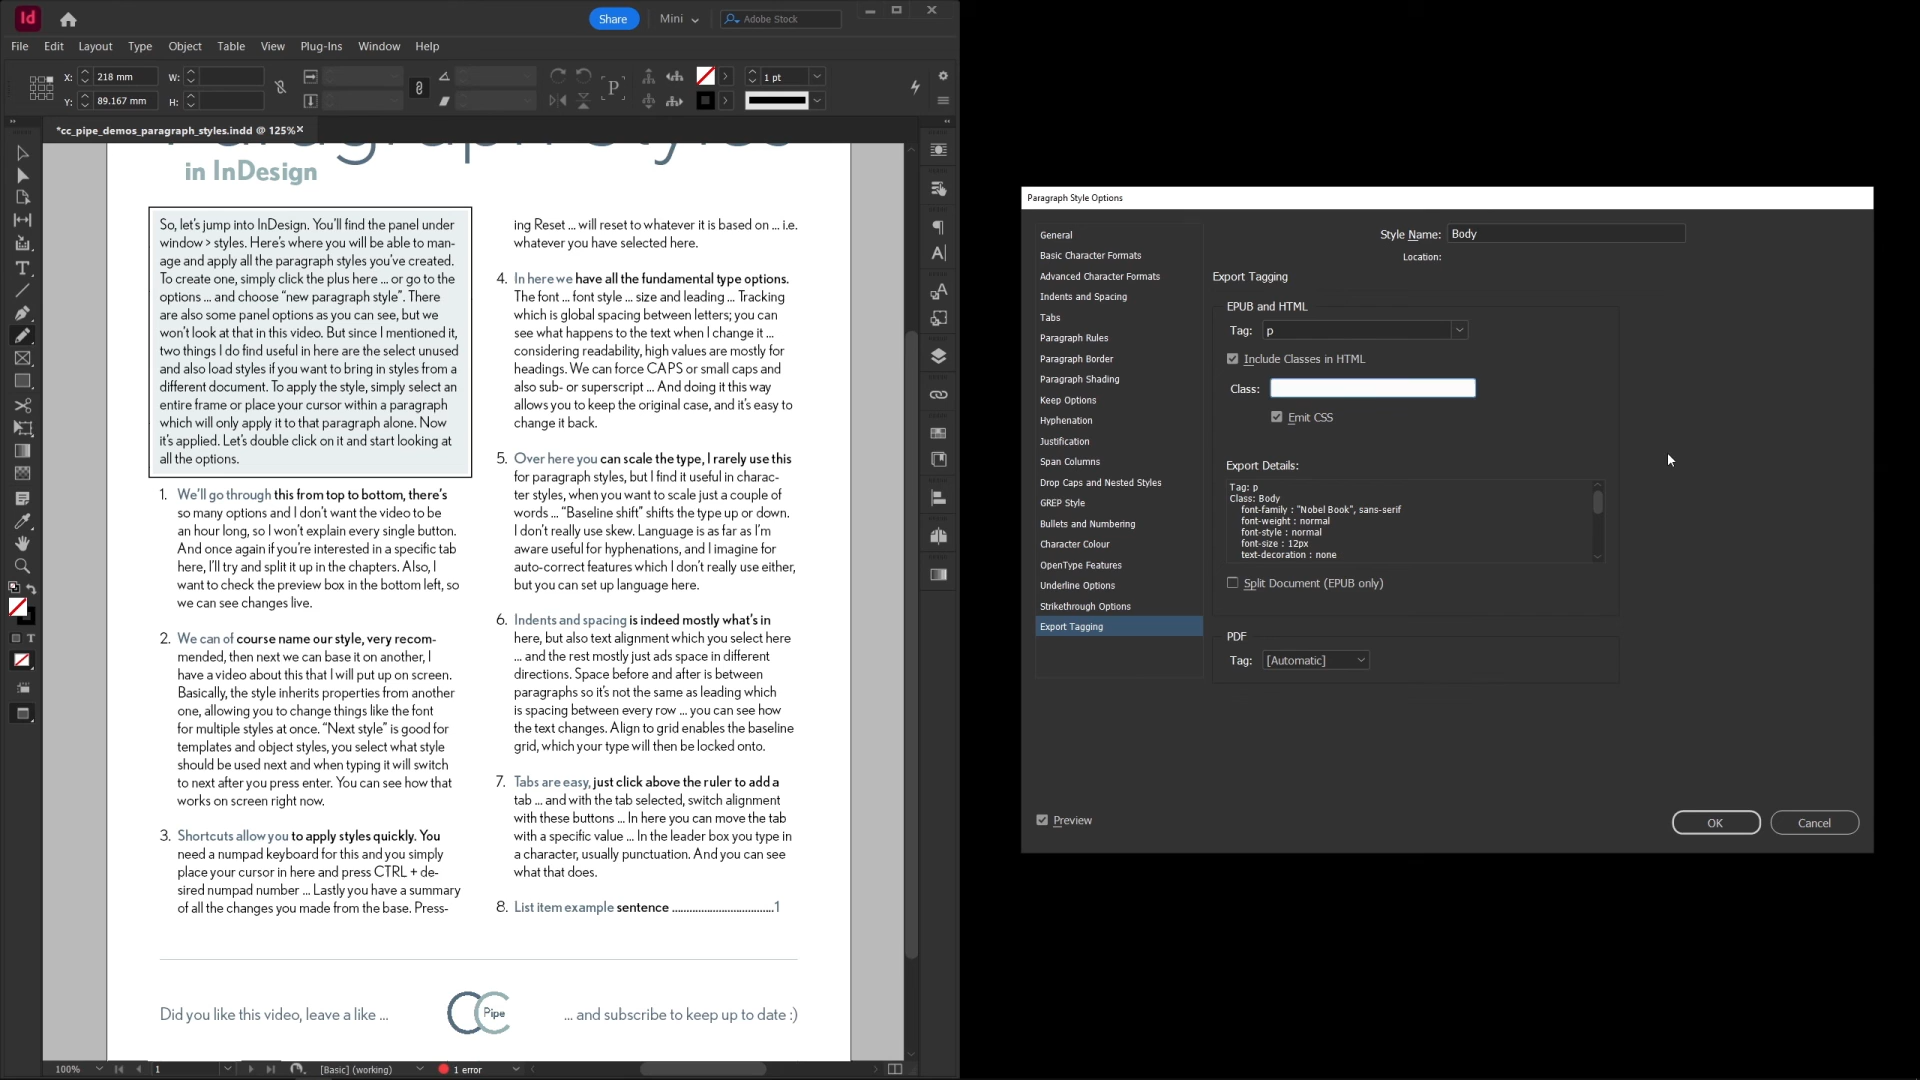 Id
Share
Mini
Adobe Stock
File Edit Layout Type Object Table View Plug-Ins Window Help
X: 218 mm W:
Y: 89.167 mm H:
P
1 pt
*cc_pipe_demos_paragraph_styles.indd @ 125%
Paragraph Styles
in InDesign
So, let's jump into InDesign. You'll find the panel under
window > styles. Here's where you will be able to man-
age and apply all the paragraph styles you've created.
To create one, simply click the plus here ... or go to the
options ... and choose “new paragraph style”. There
are also some panel options as you can see, but we
won't look at that in this video. But since I mentioned it,
two things I do find useful in here are the select unused
and also load styles if you want to bring in styles from a
different document. To apply the style, simply select an
entire frame or place your cursor within a paragraph
which will only apply it to that paragraph alone. Now
it's applied. Let's double click on it and start looking at
all the options.
1. We'll go through this from top to bottom, there's
so many options and I don't want the video to be
an hour long, so I won't explain every single button.
And once again if you're interested in a specific tab
here, I'll try and split it up in the chapters. Also, I
want to check the preview box in the bottom left, so
we can see changes live.
2. We can of course name our style, very recom-
mended, then next we can base it on another, I
have a video about this that I will put up on screen.
Basically, the style inherits properties from another
one, allowing you to change things like the font
for multiple styles at once. “Next style” is good for
templates and object styles, you select what style
should be used next and when typing it will switch
to next after you press enter. You can see how that
works on screen right now.
3. Shortcuts allow you to apply styles quickly. You
need a numpad keyboard for this and you simply
place your cursor in here and press CTRL + de-
sired numpad number ... Lastly you have a summary
of all the changes you made from the base. Press-
ing Reset ... will reset to whatever it is based on ... i.e.
whatever you have selected here.
4. In here we have all the fundamental type options.
The font ... font style ... size and leading ... Tracking
which is global spacing between letters; you can
see what happens to the text when I change it ...
considering readability, high values are mostly for
headings. We can force CAPS or small caps and
also sub- or superscript ... And doing it this way
allows you to keep the original case, and it's easy to
change it back.
5. Over here you can scale the type, I rarely use this
for paragraph styles, but I find it useful in charac-
ter styles, when you want to scale just a couple of
words ... “Baseline shift” shifts the type up or down.
I don't really use skew. Language is as far as I'm
aware useful for hyphenations, and I imagine for
auto-correct features which I don't really use either,
but you can set up language here.
6. Indents and spacing is indeed mostly what's in
here, but also text alignment which you select here
... and the rest mostly just ads space in different
directions. Space before and after is between
paragraphs so it's not the same as leading which
is spacing between every row ... you can see how
the text changes. Align to grid enables the baseline
grid, which your type will then be locked onto.
7. Tabs are easy, just click above the ruler to add a
tab ... and with the tab selected, switch alignment
with these buttons ... In here you can move the tab
with a specific value ... In the leader box you type in
a character, usually punctuation. And you can see
what that does.
8. List item example sentence ...................................1
Did you like this video, leave a like ...
Pipe
... and subscribe to keep up to date :)
100%
1
[Basic] (working)
1 error
Paragraph Style Options
General
Basic Character Formats
Advanced Character Formats
Indents and Spacing
Tabs
Paragraph Rules
Paragraph Border
Paragraph Shading
Keep Options
Hyphenation
Justification
Span Columns
Drop Caps and Nested Styles
GREP Style
Bullets and Numbering
Character Colour
OpenType Features
Underline Options
Strikethrough Options
Export Tagging
Style Name: Body
Location:
Export Tagging
EPUB and HTML
Tag: p
Include Classes in HTML
Class:
Emit CSS
Export Details:
Tag: p
Class: Body
font-family : "Nobel Book", sans-serif
font-weight : normal
font-style : normal
font-size : 12px
text-decoration : none
Split Document (EPUB only)
PDF
Tag: [Automatic]
Preview
OK
Cancel